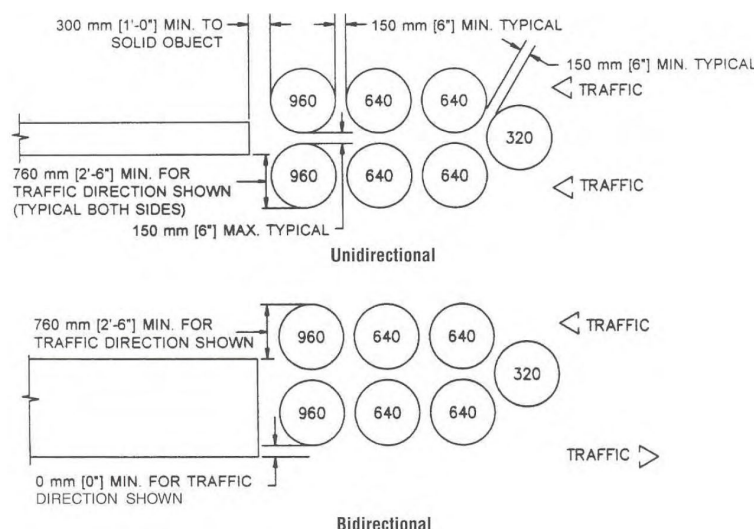 300 mm [1'-0"] MIN. TO
SOLID OBJECT
150 mm [6"] MIN. TYPICAL
150 mm [6"] MIN. TYPICAL
TRAFFIC
960
640
640
320
960
640
640
760 mm [2'-6"] MIN. FOR
TRAFFIC DIRECTION SHOWN
(TYPICAL BOTH SIDES)
TRAFFIC
150 mm [6"] MAX. TYPICAL
Unidirectional
760 mm [2'-6"] MIN. FOR
TRAFFIC DIRECTION SHOWN
TRAFFIC
960
640
640
320
960
640
640
TRAFFIC
0 mm [0"] MIN. FOR TRAFFIC
DIRECTION SHOWN
Bidirectional